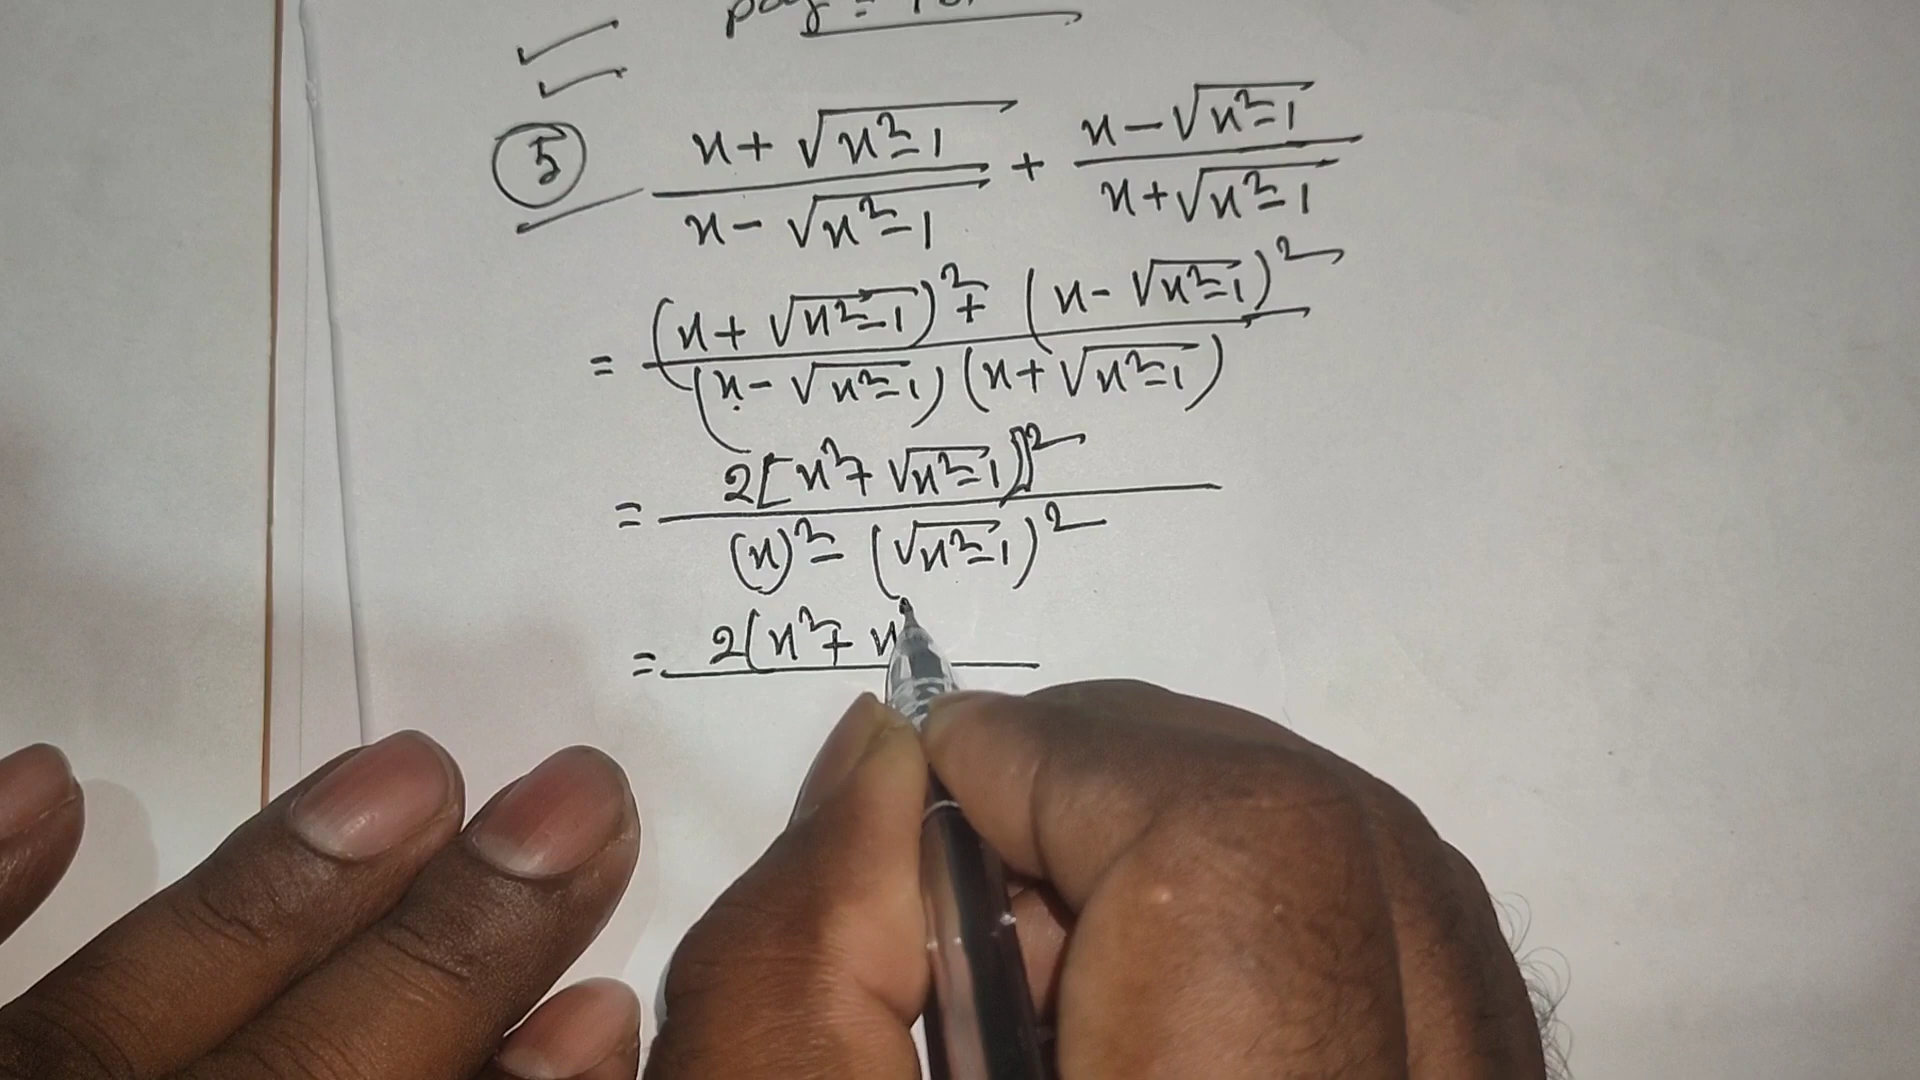 ⑤ (x + √(x² - 1))/(x - √(x² - 1)) + (x - √(x² - 1))/(x + √(x² - 1))
= ((x + √(x² - 1))² + (x - √(x² - 1))²)/((x - √(x² - 1))(x + √(x² - 1)))
= 2[x² + √(x² - 1))]²/((x)² - (√(x² - 1))²)
= 2(x² + x